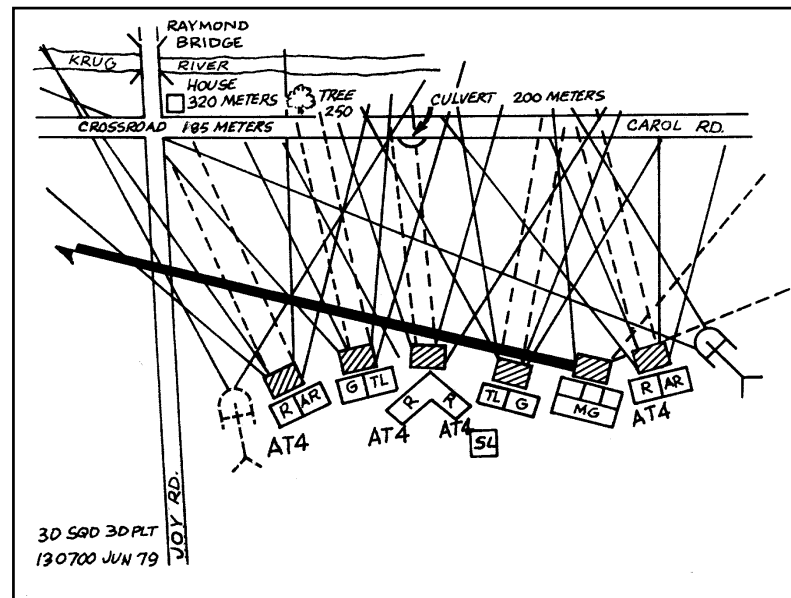 RAYMOND
BRIDGE
KRUG RIVER
HOUSE
320 METERS
TREE
250
CULVERT 200 METERS
CROSSROAD 185 METERS
CAROL RD.
R AR
G TL
R R
TL G
MG
R AR
AT4
AT4
AT4
AT4
SL
JOY RD.
3D SQD 3D PLT
130700 JUN 79